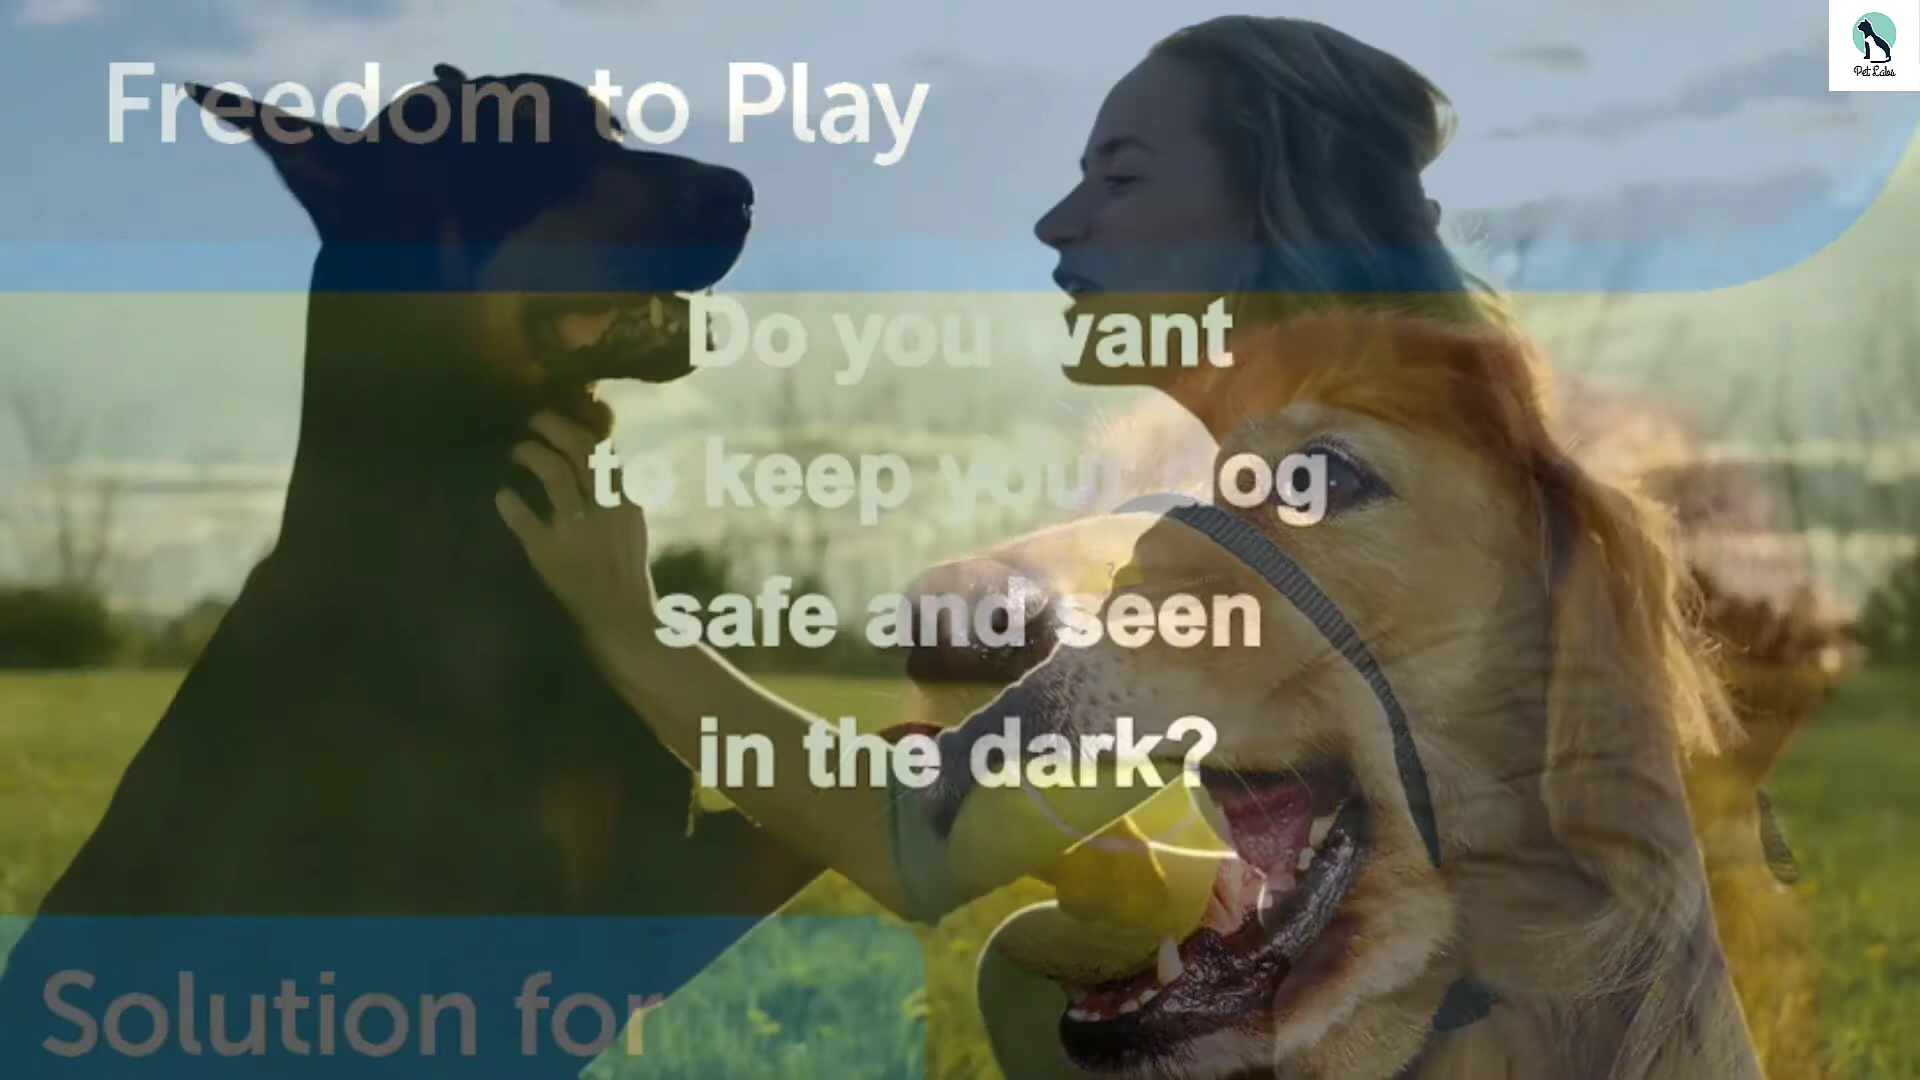 Freedom to Play
Pet Labs
Do you want
to keep your dog
safe and seen
in the dark?
Solution for